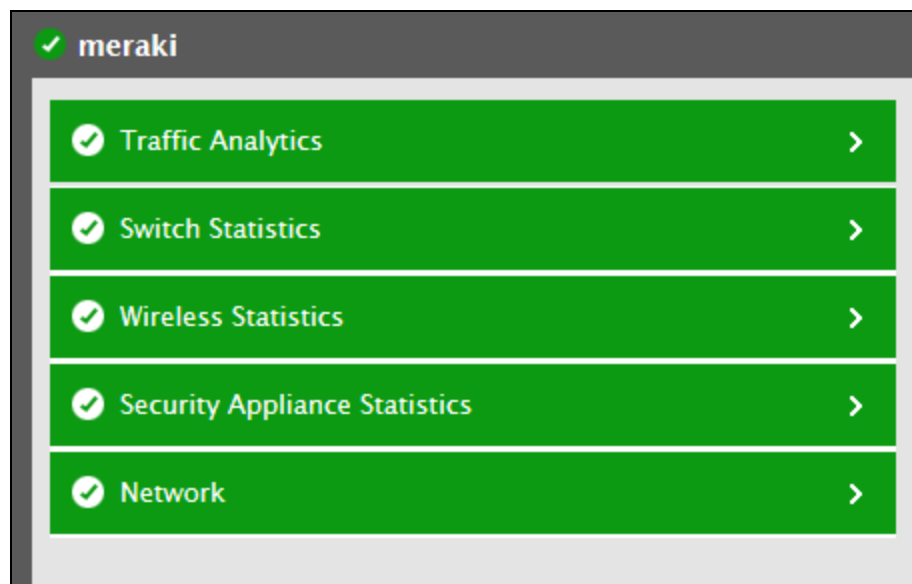 meraki
Traffic Analytics
Switch Statistics
Wireless Statistics
Security Appliance Statistics
Network